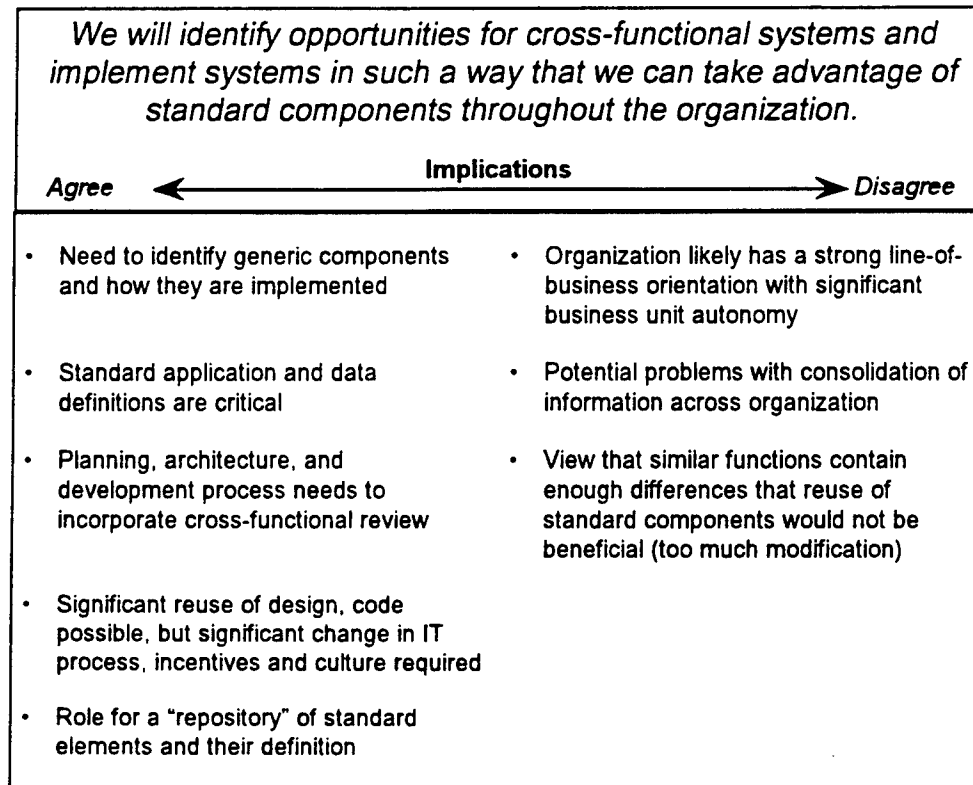 We will identify opportunities for cross-functional systems and
implement systems in such a way that we can take advantage of
standard components throughout the organization.
Implications
Agree Disagree
• Need to identify generic components
and how they are implemented
• Standard application and data
definitions are critical
• Planning, architecture, and
development process needs to
incorporate cross-functional review
• Significant reuse of design, code
possible, but significant change in IT
process, incentives and culture required
• Role for a "repository" of standard
elements and their definition
• Organization likely has a strong line-of-
business orientation with significant
business unit autonomy
• Potential problems with consolidation of
information across organization
• View that similar functions contain
enough differences that reuse of
standard components would not be
beneficial (too much modification)